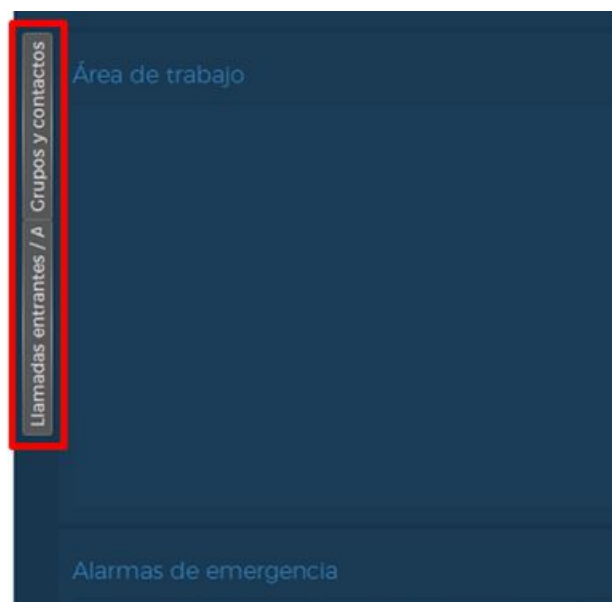 Grupos y contactos
Llamadas entrantes / A
Área de trabajo
Alarmas de emergencia